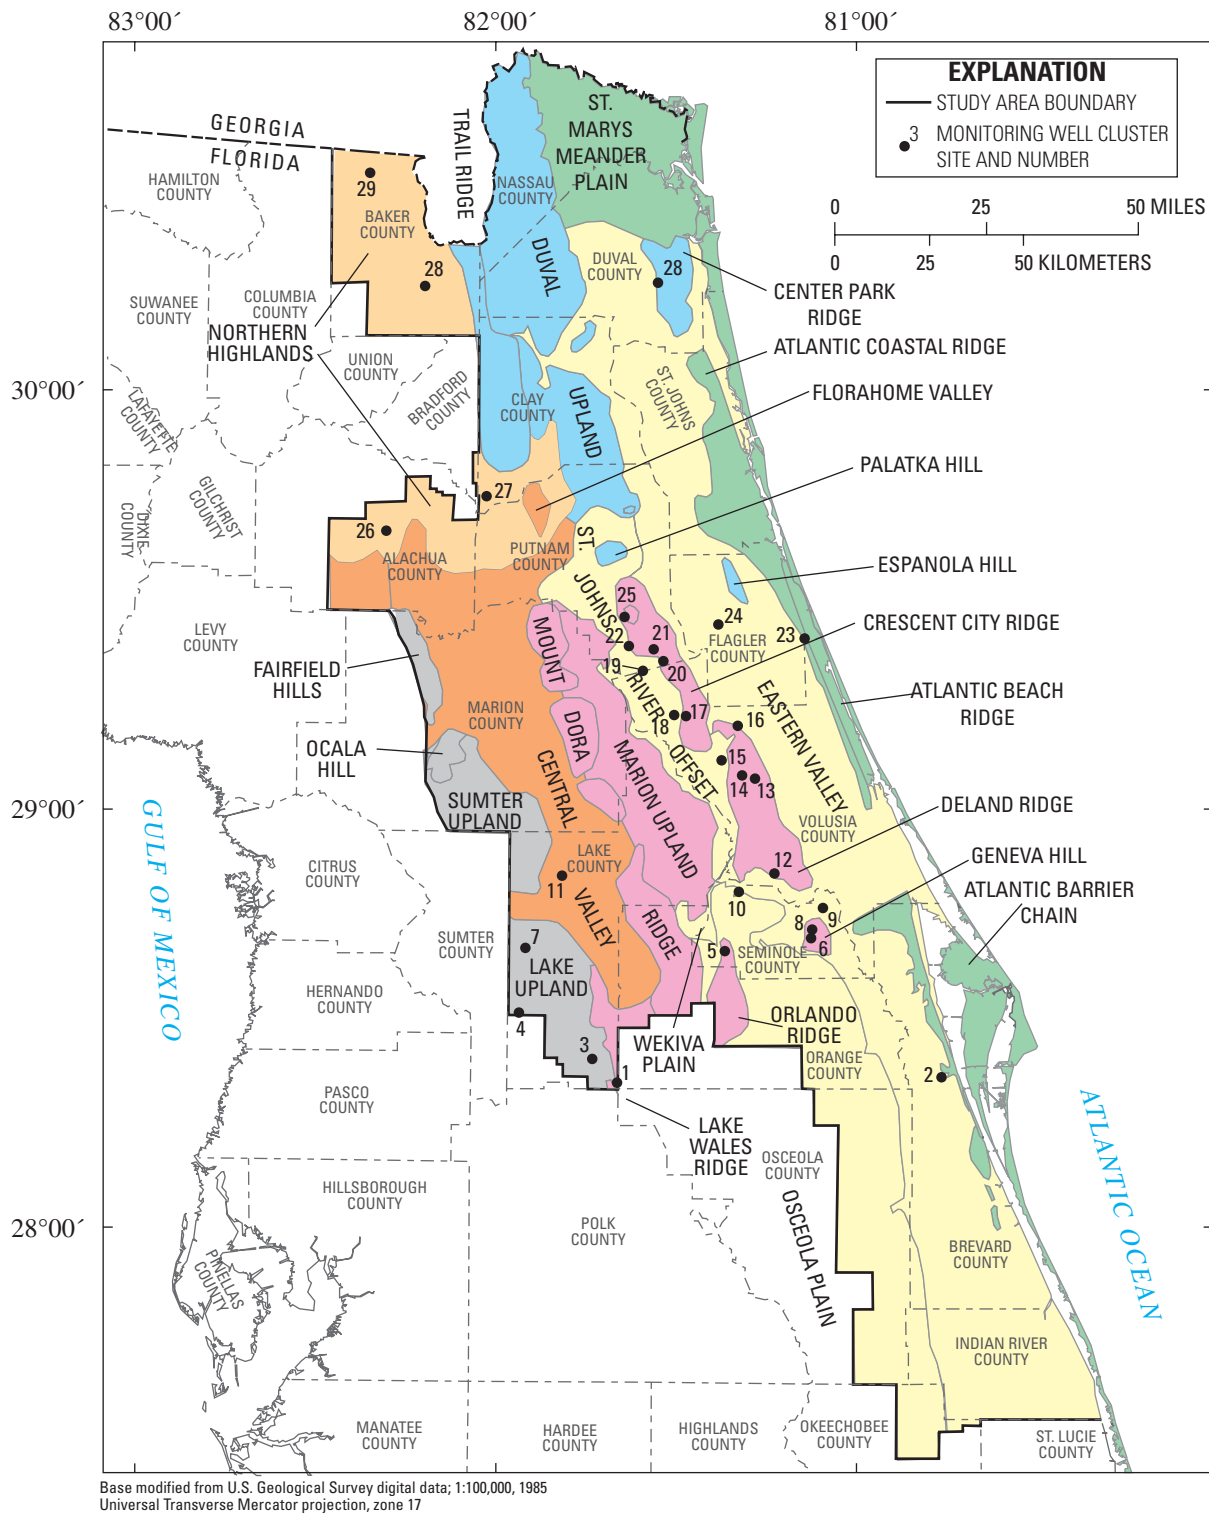 83°00´
82°00´
81°00´
EXPLANATION
STUDY AREA BOUNDARY
3
MONITORING WELL CLUSTER
SITE AND NUMBER
0
25
50 MILES
0
25
50 KILOMETERS
GEORGIA
FLORIDA
TRAIL RIDGE
ST.
MARYS
MEANDER
PLAIN
HAMILTON
COUNTY
29
BAKER
COUNTY
NASSAU
COUNTY
DUVAL
DUVAL
COUNTY
28
28
CENTER PARK
RIDGE
SUWANEE
COUNTY
COLUMBIA
COUNTY
NORTHERN
HIGHLANDS
UNION
COUNTY
ATLANTIC COASTAL RIDGE
30°00´
LAFAYETTE
COUNTY
BRADFORD
COUNTY
CLAY
COUNTY
UPLAND
ST. JOHNS
COUNTY
FLORAHOME VALLEY
PALATKA HILL
DIXIE
COUNTY
GILCHRIST
COUNTY
27
26
ALACHUA
COUNTY
PUTNAM
COUNTY
ST.
JOHNS
RIVER
OFFSET
ESPANOLA HILL
25
24
FLAGLER
COUNTY
23
CRESCENT CITY RIDGE
LEVY
COUNTY
22
21
19
20
MOUNT
DORA
FAIRFIELD
HILLS
EASTERN VALLEY
ATLANTIC BEACH
RIDGE
MARION
COUNTY
18
17
16
OCALA
HILL
15
14
13
CENTRAL
VALLEY
MARION UPLAND
29°00´
SUMTER
UPLAND
DELAND RIDGE
VOLUSIA
COUNTY
GULF OF MEXICO
CITRUS
COUNTY
LAKE
COUNTY
11
12
GENEVA HILL
10
ATLANTIC BARRIER
CHAIN
RIDGE
9
8
6
SUMTER
COUNTY
7
LAKE
UPLAND
5
SEMINOLE
COUNTY
HERNANDO
COUNTY
4
ORLANDO
RIDGE
WEKIVA
PLAIN
3
ORANGE
COUNTY
1
2
PASCO
COUNTY
LAKE
WALES
RIDGE
OSCEOLA
COUNTY
ATLANTIC OCEAN
HILLSBOROUGH
COUNTY
OSCEOLA PLAIN
28°00´
POLK
COUNTY
PINELLAS
COUNTY
BREVARD
COUNTY
INDIAN RIVER
COUNTY
MANATEE
COUNTY
HARDEE
COUNTY
HIGHLANDS
COUNTY
OKEECHOBEE
COUNTY
ST. LUCIE
COUNTY
Base modified from U.S. Geological Survey digital data; 1:100,000, 1985
Universal Transverse Mercator projection, zone 17